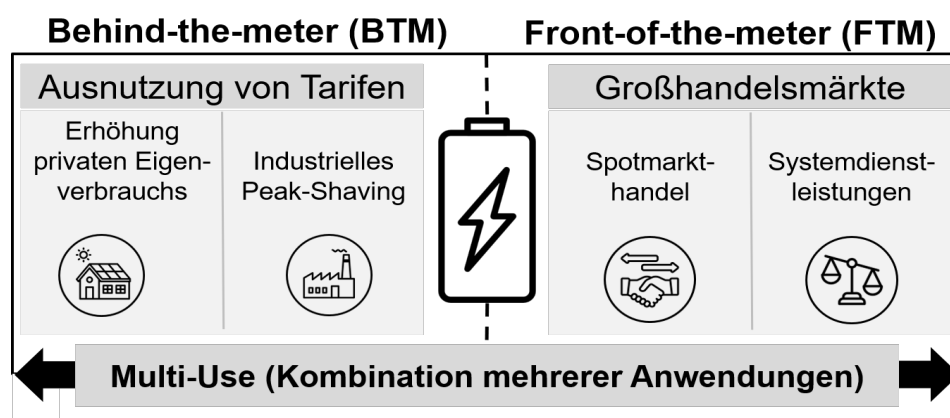 Behind-the-meter (BTM)
Front-of-the-meter (FTM)
Ausnutzung von Tarifen
Erhöhung
privaten Eigen-
verbrauchs
Industrielles
Peak-Shaving
Großhandelsmärkte
Spotmarkt-
handel
Systemdienst-
leistungen
Multi-Use (Kombination mehrerer Anwendungen)